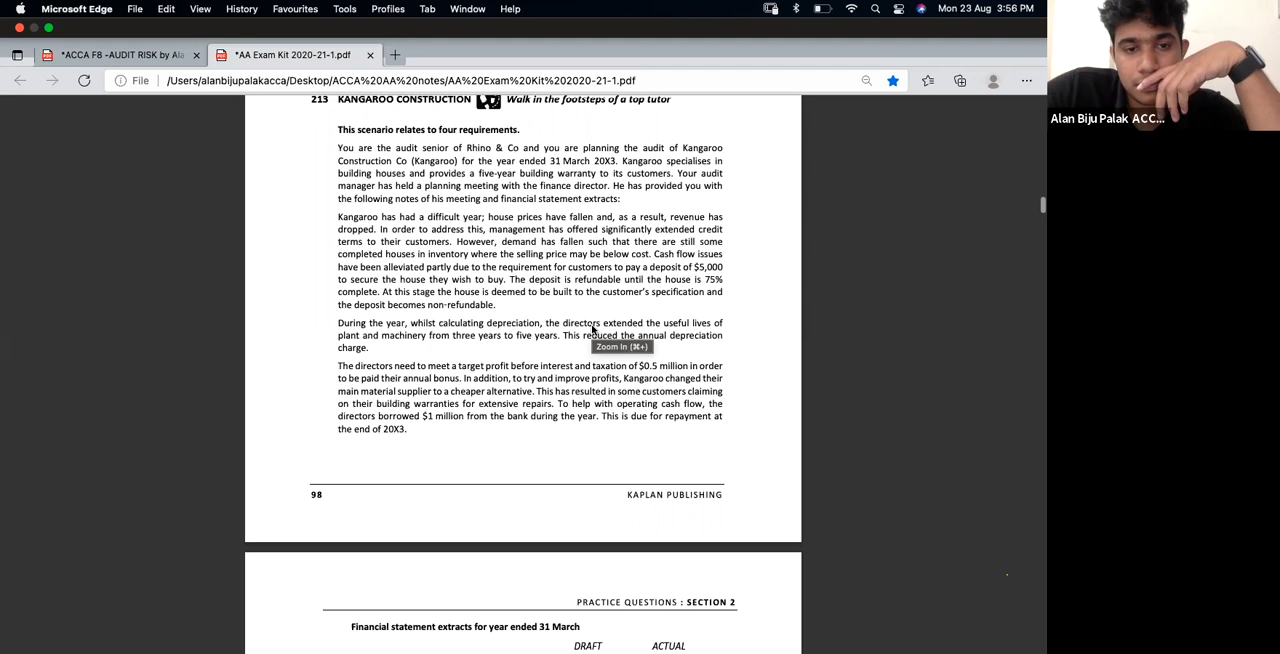 Microsoft Edge File Edit View History Favourites Tools Profiles Tab Window Help Mon 23 Aug 3:56 PM
*ACCA F8 -AUDIT RISK by Ala *AA Exam Kit 2020-21-1.pdf
File /Users/alanbijupalakacca/Desktop/ACCA%20AA%20notes/AA%20Exam%20Kit%202020-21-1.pdf
Alan Biju Palak ACC...
213 KANGAROO CONSTRUCTION Walk in the footsteps of a top tutor
This scenario relates to four requirements.
You are the audit senior of Rhino & Co and you are planning the audit of Kangaroo
Construction Co (Kangaroo) for the year ended 31 March 20X3. Kangaroo specialises in
building houses and provides a five-year building warranty to its customers. Your audit
manager has held a planning meeting with the finance director. He has provided you with
the following notes of his meeting and financial statement extracts:
Kangaroo has had a difficult year; house prices have fallen and, as a result, revenue has
dropped. In order to address this, management has offered significantly extended credit
terms to their customers. However, demand has fallen such that there are still some
completed houses in inventory where the selling price may be below cost. Cash flow issues
have been alleviated partly due to the requirement for customers to pay a deposit of $5,000
to secure the house they wish to buy. The deposit is refundable until the house is 75%
complete. At this stage the house is deemed to be built to the customer's specification and
the deposit becomes non-refundable.
During the year, whilst calculating depreciation, the directors extended the useful lives of
plant and machinery from three years to five years. This reduced the annual depreciation
charge.
Zoom In (⌘+)
The directors need to meet a target profit before interest and taxation of $0.5 million in order
to be paid their annual bonus. In addition, to try and improve profits, Kangaroo changed their
main material supplier to a cheaper alternative. This has resulted in some customers claiming
on their building warranties for extensive repairs. To help with operating cash flow, the
directors borrowed $1 million from the bank during the year. This is due for repayment at
the end of 20X3.
98 KAPLAN PUBLISHING
PRACTICE QUESTIONS : SECTION 2
Financial statement extracts for year ended 31 March
DRAFT ACTUAL